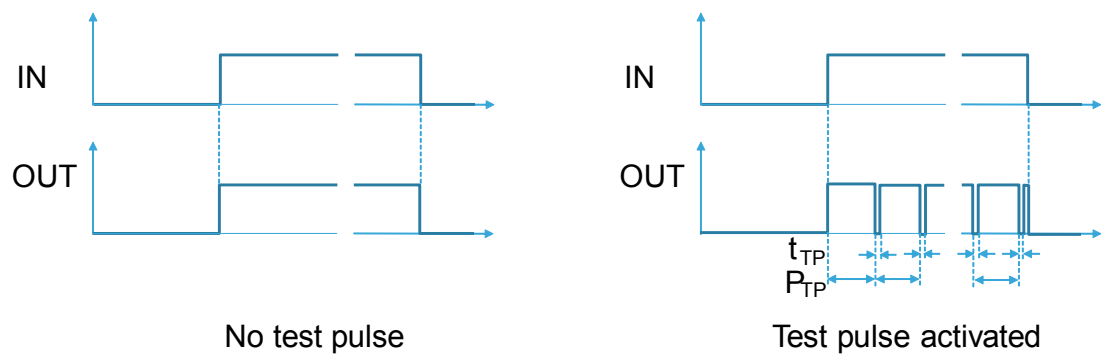 IN
OUT
No test pulse
IN
OUT
tTP
PTP
Test pulse activated